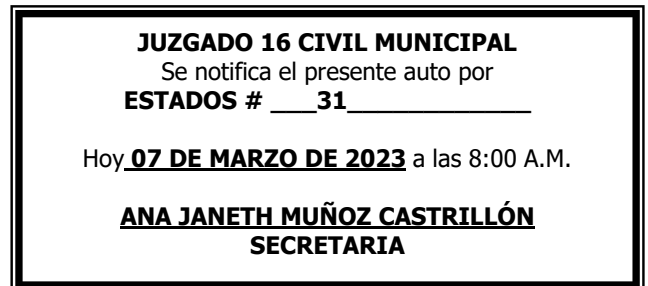 JUZGADO 16 CIVIL MUNICIPAL
Se notifica el presente auto por
ESTADOS # ___31____________
Hoy 07 DE MARZO DE 2023 a las 8:00 A.M.
ANA JANETH MUÑOZ CASTRILLÓN
SECRETARIA